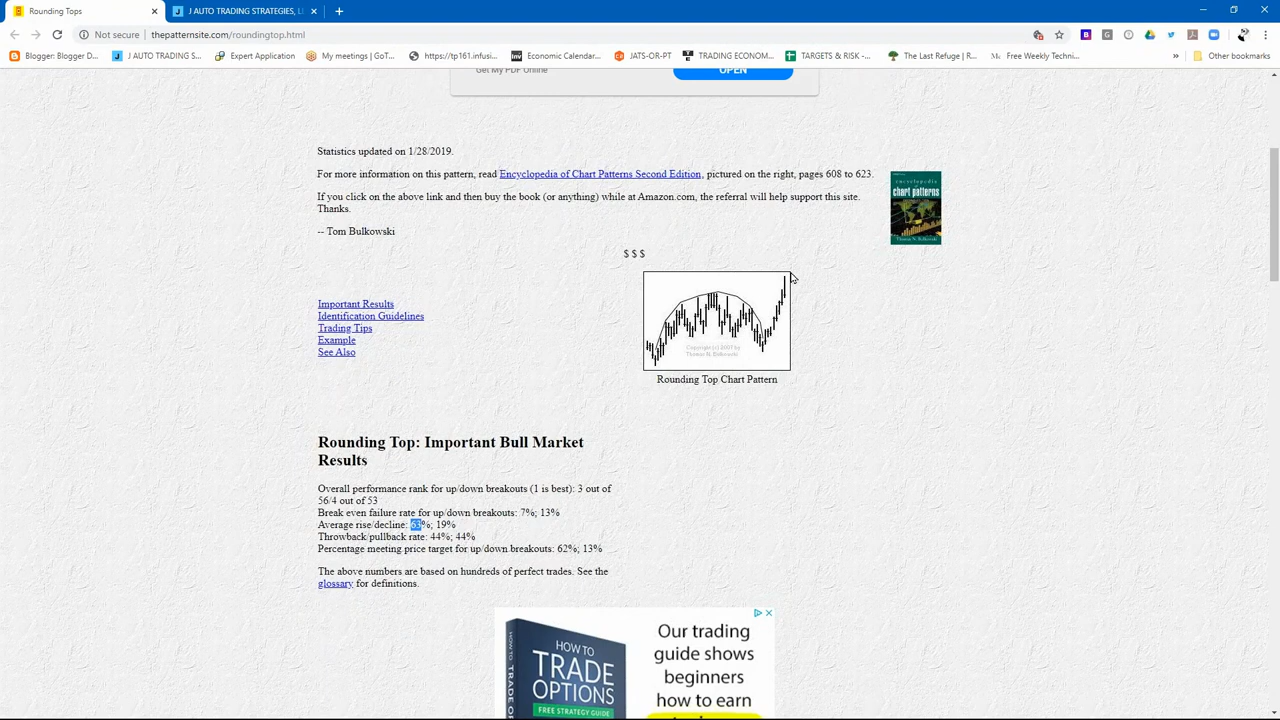 Rounding Tops
J AUTO TRADING STRATEGIES, L
Not secure
thepatternsite.com/roundingtop.html
Blogger: Blogger D...
J AUTO TRADING S...
Expert Application
My meetings | GoT...
https://tp161.infusi...
Economic Calendar...
JATS-OR-PT
TRADING ECONOM...
TARGETS & RISK -...
The Last Refuge | R...
Free Weekly Techni...
»
Other bookmarks
Get My PDF Online
OPEN
Statistics updated on 1/28/2019.
For more information on this pattern, read Encyclopedia of Chart Patterns Second Edition, pictured on the right, pages 608 to 623.
If you click on the above link and then buy the book (or anything) while at Amazon.com, the referral will help support this site.
Thanks.
-- Tom Bulkowski
$ $ $
encyclopedia
chart patterns
Important Results
Identification Guidelines
Trading Tips
Example
See Also
Copyright (c) 2007 by
Thomas N. Bulkowski
Rounding Top Chart Pattern
Rounding Top: Important Bull Market
Results
Overall performance rank for up/down breakouts (1 is best): 3 out of
56/4 out of 53
Break even failure rate for up/down breakouts: 7%; 13%
Average rise/decline: 63%; 19%
Throwback/pullback rate: 44%; 44%
Percentage meeting price target for up/down breakouts: 62%; 13%
The above numbers are based on hundreds of perfect trades. See the
glossary for definitions.
HOW TO
TRADE
OPTIONS
FREE STRATEGY GUIDE
Our trading
guide shows
beginners
how to earn